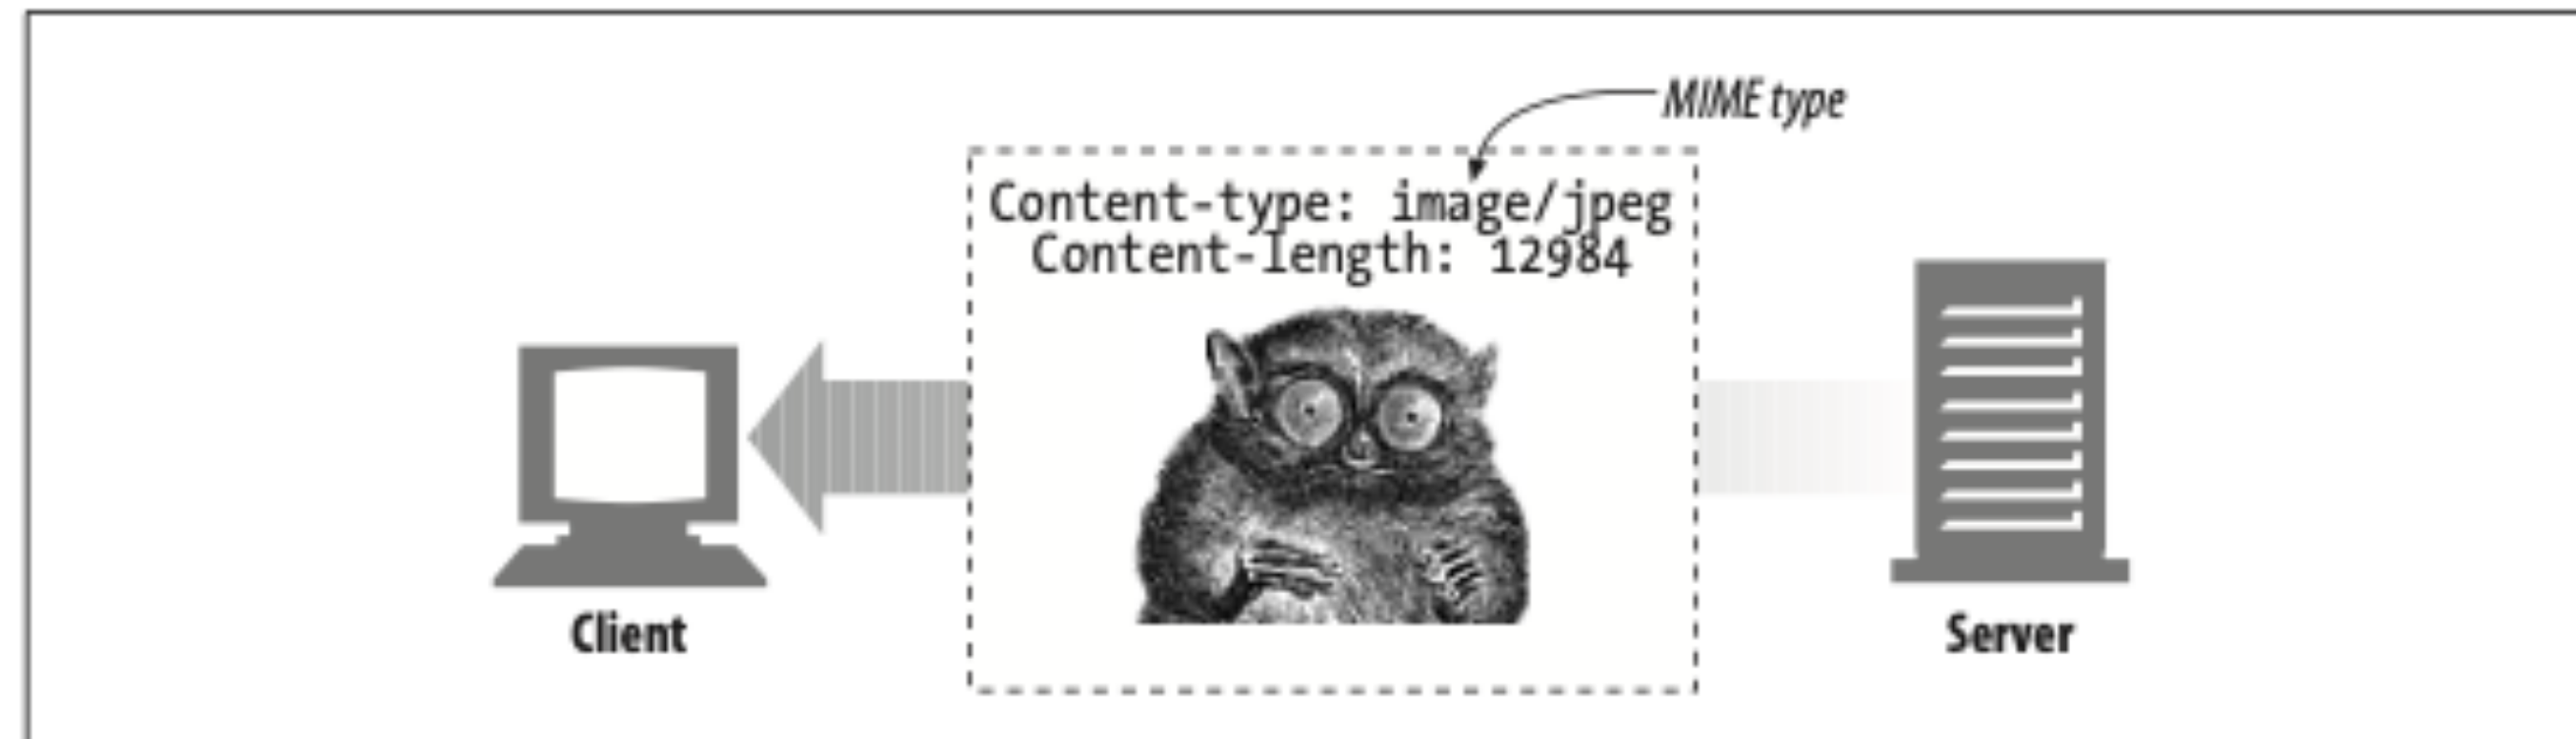 MIME type
Content-type: image/jpeg
Content-length: 12984
Client
Server